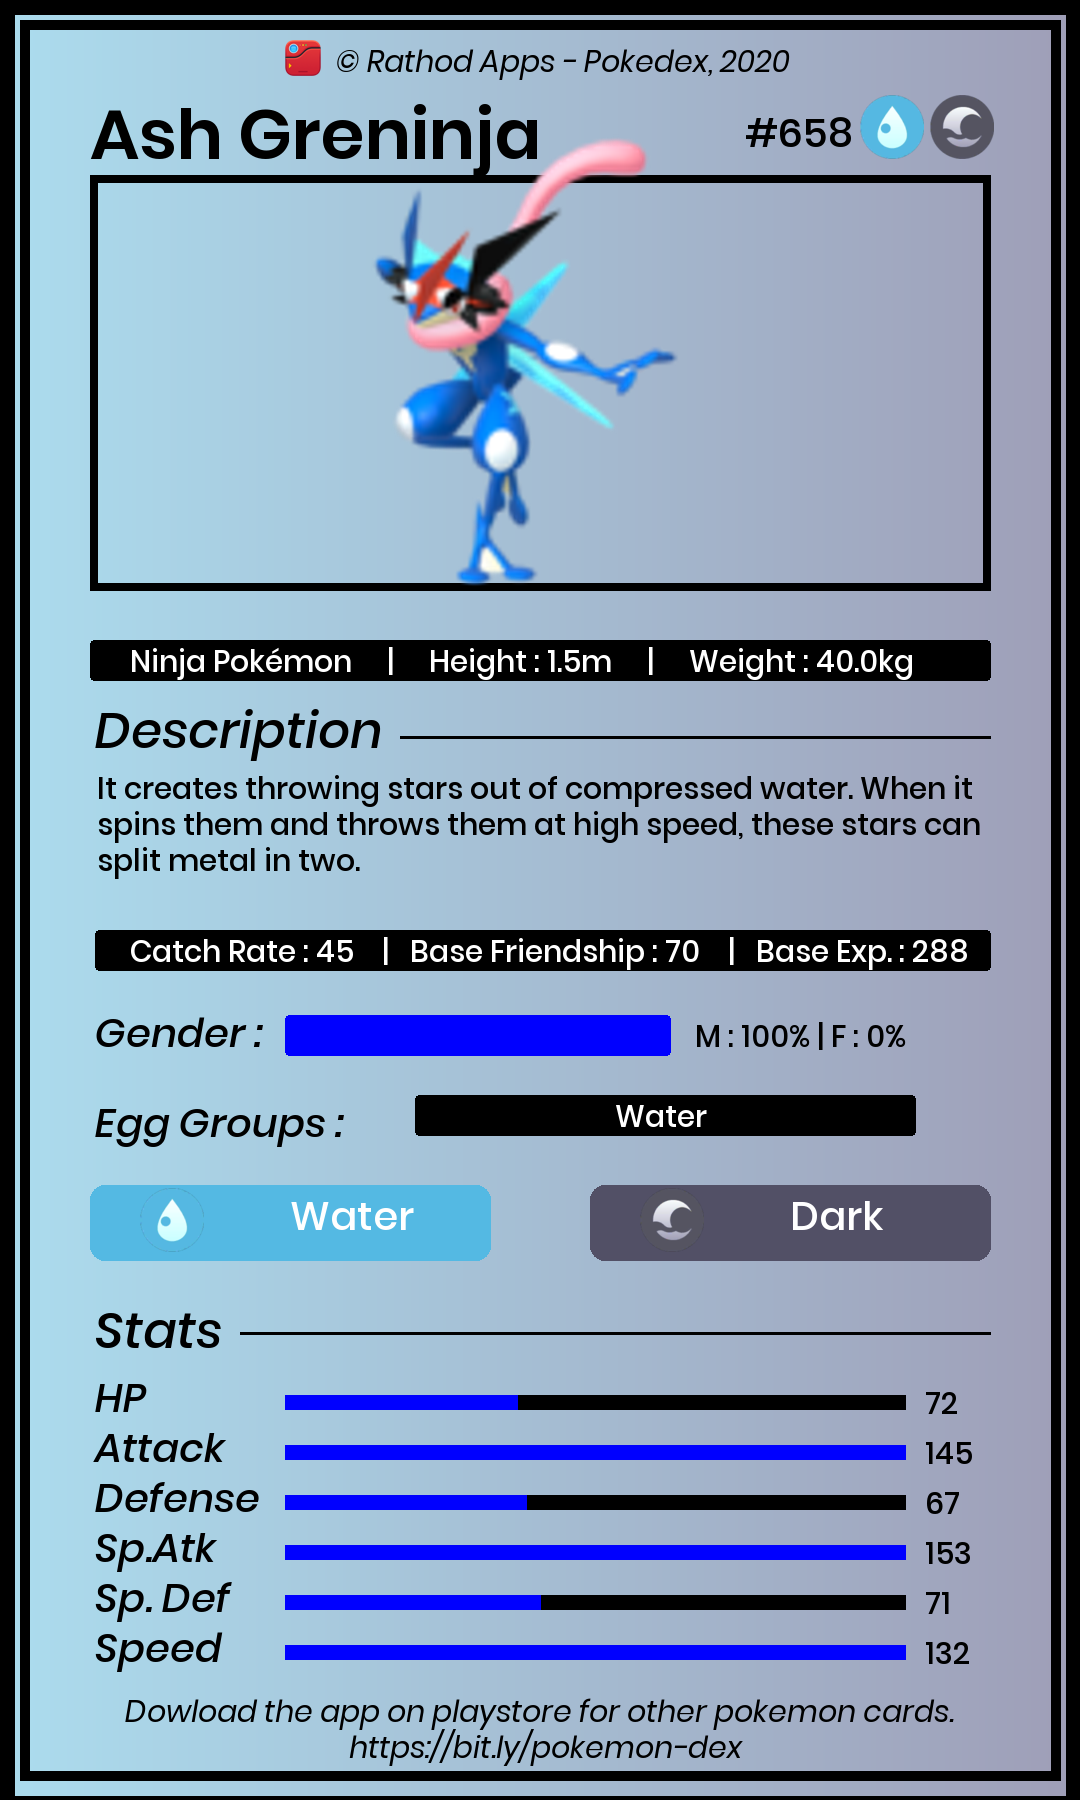 © Rathod Apps - Pokedex, 2020
Ash Greninja #658
Ninja Pokémon | Height : 1.5m | Weight : 40.0kg
Description
It creates throwing stars out of compressed water. When it
spins them and throws them at high speed, these stars can
split metal in two.
Catch Rate : 45 | Base Friendship : 70 | Base Exp. : 288
Gender : M : 100% | F : 0%
Egg Groups : Water
Water Dark
Stats
HP 72
Attack 145
Defense 67
Sp.Atk 153
Sp. Def 71
Speed 132
Dowload the app on playstore for other pokemon cards.
https://bit.ly/pokemon-dex